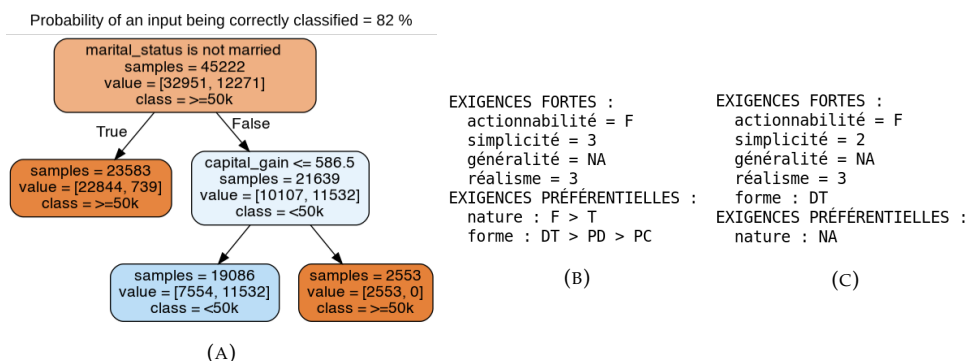 Probability of an input being correctly classified = 82 %
marital_status is not married
samples = 45222
value = [32951, 12271]
class = >=50k
True
False
samples = 23583
value = [22844, 739]
class = >=50k
capital_gain <= 586.5
samples = 21639
value = [10107, 11532]
class = <50k
samples = 19086
value = [7554, 11532]
class = <50k
samples = 2553
value = [2553, 0]
class = >=50k
(A)
EXIGENCES FORTES :
actionnabilité = F
simplicité = 3
généralité = NA
réalisme = 3
EXIGENCES PRÉFÉRENTIELLES :
nature : F > T
forme : DT > PD > PC
(B)
EXIGENCES FORTES :
actionnabilité = F
simplicité = 2
généralité = NA
réalisme = 3
forme : DT
EXIGENCES PRÉFÉRENTIELLES :
nature : NA
(C)